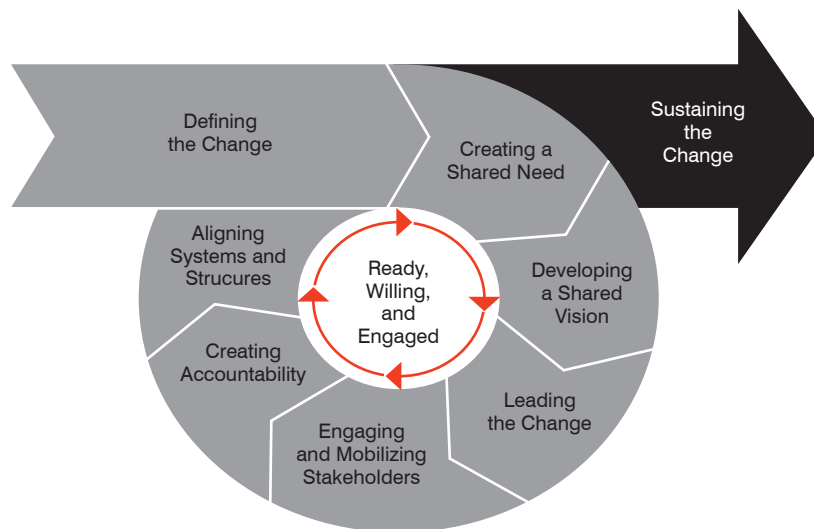 Defining
the Change
Creating a
Shared Need
Sustaining
the
Change
Developing
a Shared
Vision
Leading
the Change
Engaging
and Mobilizing
Stakeholders
Creating
Accountability
Aligning
Systems and
Strucures
Ready,
Willing,
and
Engaged